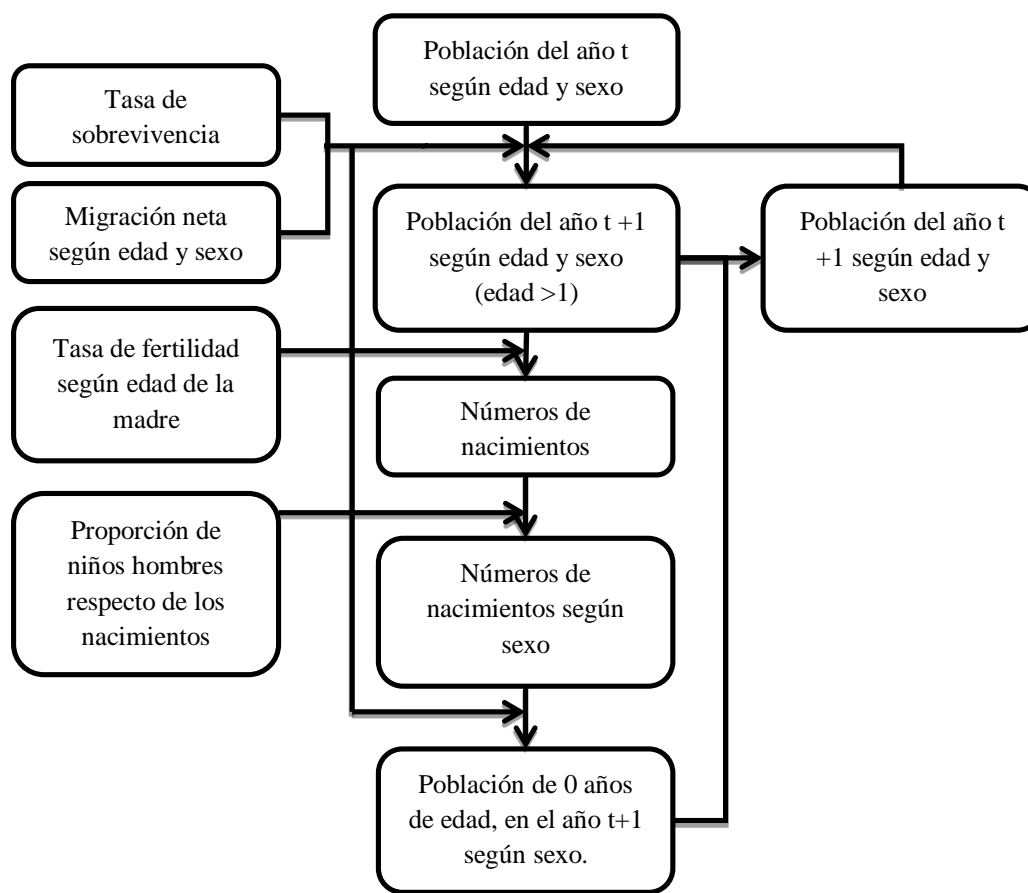 Población del año t
según edad y sexo
Tasa de
sobrevivencia
Migración neta
según edad y sexo
Población del año t +1
según edad y sexo
(edad >1)
Población del año t
+1 según edad y
sexo
Tasa de fertilidad
según edad de la
madre
Números de
nacimientos
Proporción de
niños hombres
respecto de los
nacimientos
Números de
nacimientos según
sexo
Población de 0 años
de edad, en el año t+1
según sexo.